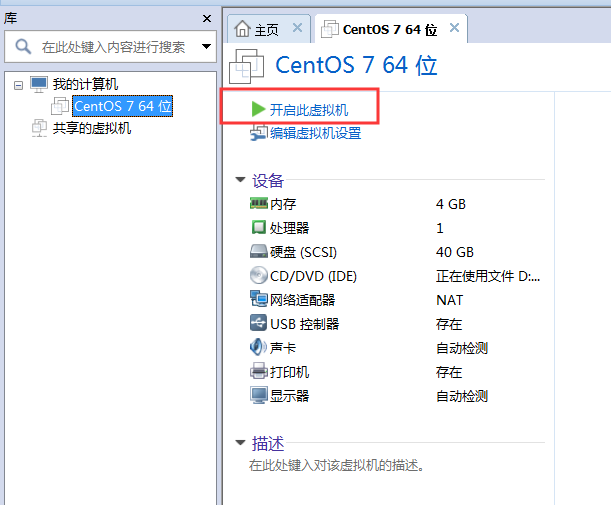 库
在此处键入内容进行搜索
我的计算机
CentOS 7 64 位
共享的虚拟机
主页
CentOS 7 64 位
CentOS 7 64 位
开启此虚拟机
编辑虚拟机设置
设备
内存 4 GB
处理器 1
硬盘 (SCSI) 40 GB
CD/DVD (IDE) 正在使用文件 D:...
网络适配器 NAT
USB 控制器 存在
声卡 自动检测
打印机 存在
显示器 自动检测
描述
在此处键入对该虚拟机的描述。